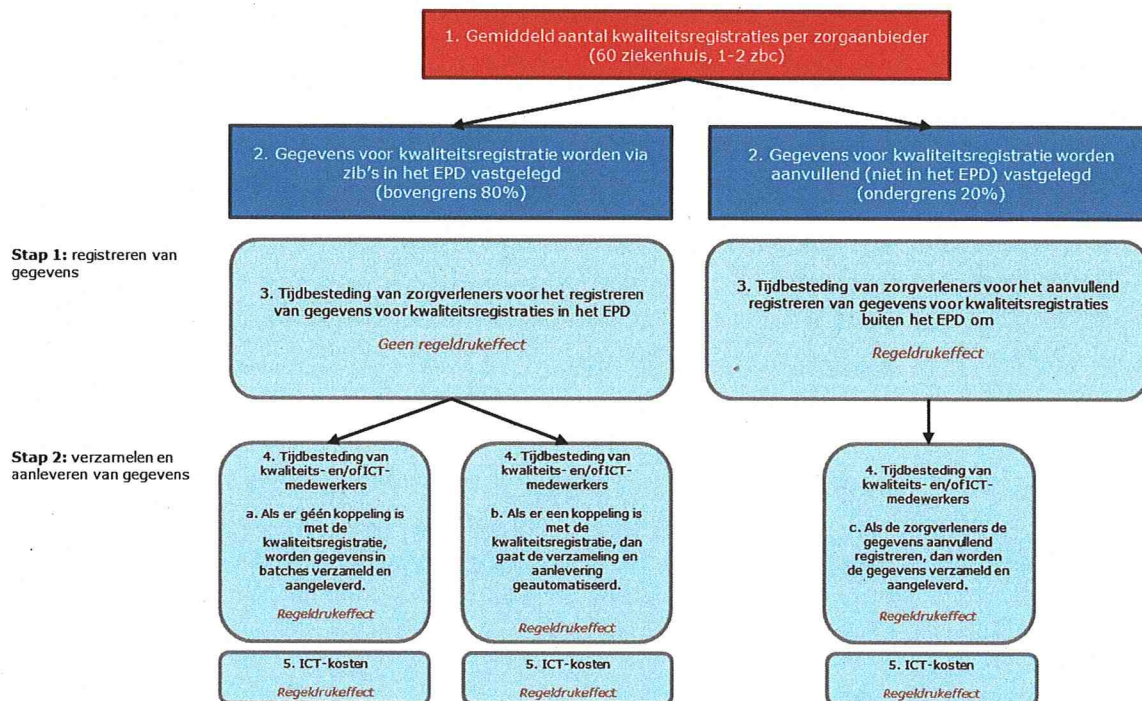 1. Gemiddeld aantal kwaliteitsregistraties per zorgaanbieder
(60 ziekenhuis, 1-2 zbc)
2. Gegevens voor kwaliteitsregistratie worden via
zib's in het EPD vastgelegd
(bovengrens 80%)
2. Gegevens voor kwaliteitsregistratie worden
aanvullend (niet in het EPD) vastgelegd
(ondergrens 20%)
Stap 1: registreren van
gegevens
3. Tijdbesteding van zorgverleners voor het registreren
van gegevens voor kwaliteitsregistraties in het EPD
Geen regeldrukeffect
3. Tijdbesteding van zorgverleners voor het aanvullend
registreren van gegevens voor kwaliteitsregistraties
buiten het EPD om
Regeldrukeffect
Stap 2: verzamelen en
aanleveren van gegevens
4. Tijdbesteding van
kwaliteits- en/of ICT-
medewerkers
a. Als er géén koppeling is
met de
kwaliteitsregistratie,
worden gegevens in
batches verzameld en
aangeleverd.
Regeldrukeffect
4. Tijdbesteding van
kwaliteits- en/of ICT-
medewerkers
b. Als er een koppeling is
met de
kwaliteitsregistratie, dan
gaat de verzameling en
aanlevering
geautomatiseerd.
Regeldrukeffect
4. Tijdbesteding van
kwaliteits- en/of ICT-
medewerkers
c. Als de zorgverleners de
gegevens aanvullend
registreren, dan worden
de gegevens verzameld en
aangeleverd.
Regeldrukeffect
5. ICT-kosten
Regeldrukeffect
5. ICT-kosten
Regeldrukeffect
5. ICT-kosten
Regeldrukeffect